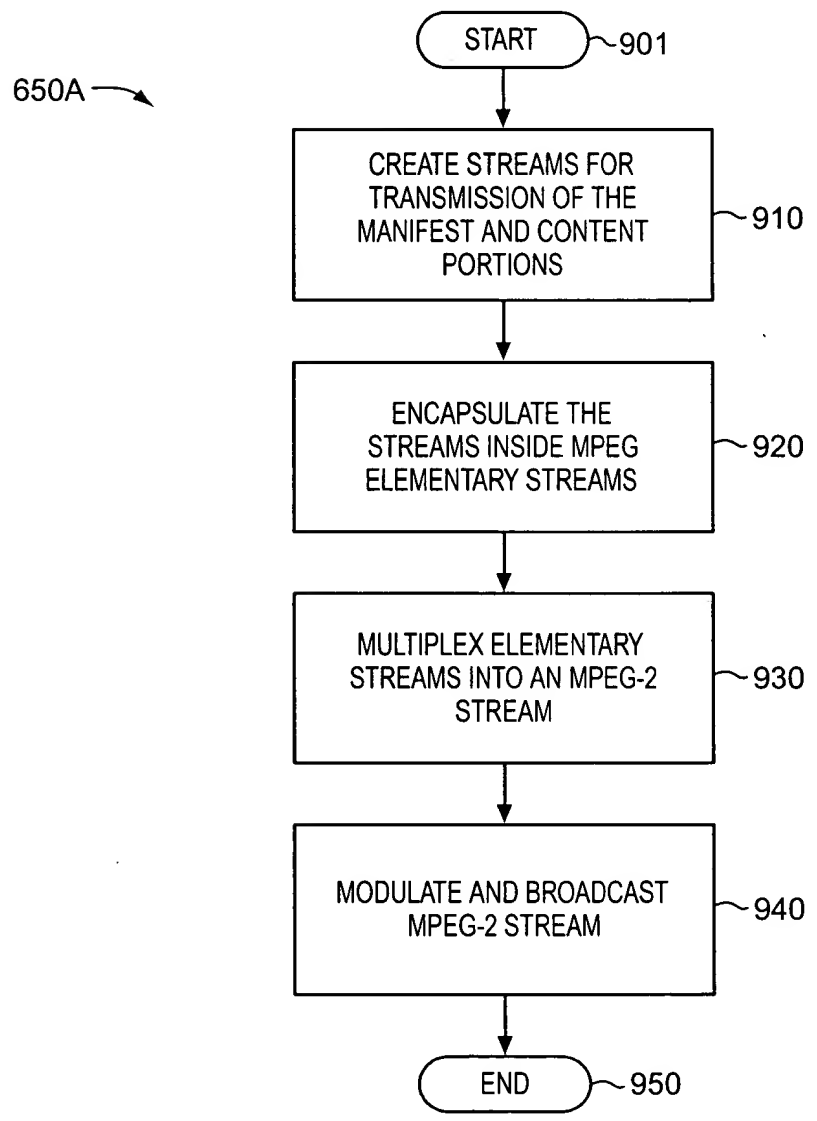 START
901
650A
CREATE STREAMS FOR
TRANSMISSION OF THE
MANIFEST AND CONTENT
PORTIONS
910
ENCAPSULATE THE
STREAMS INSIDE MPEG
ELEMENTARY STREAMS
920
MULTIPLEX ELEMENTARY
STREAMS INTO AN MPEG-2
STREAM
930
MODULATE AND BROADCAST
MPEG-2 STREAM
940
END
950